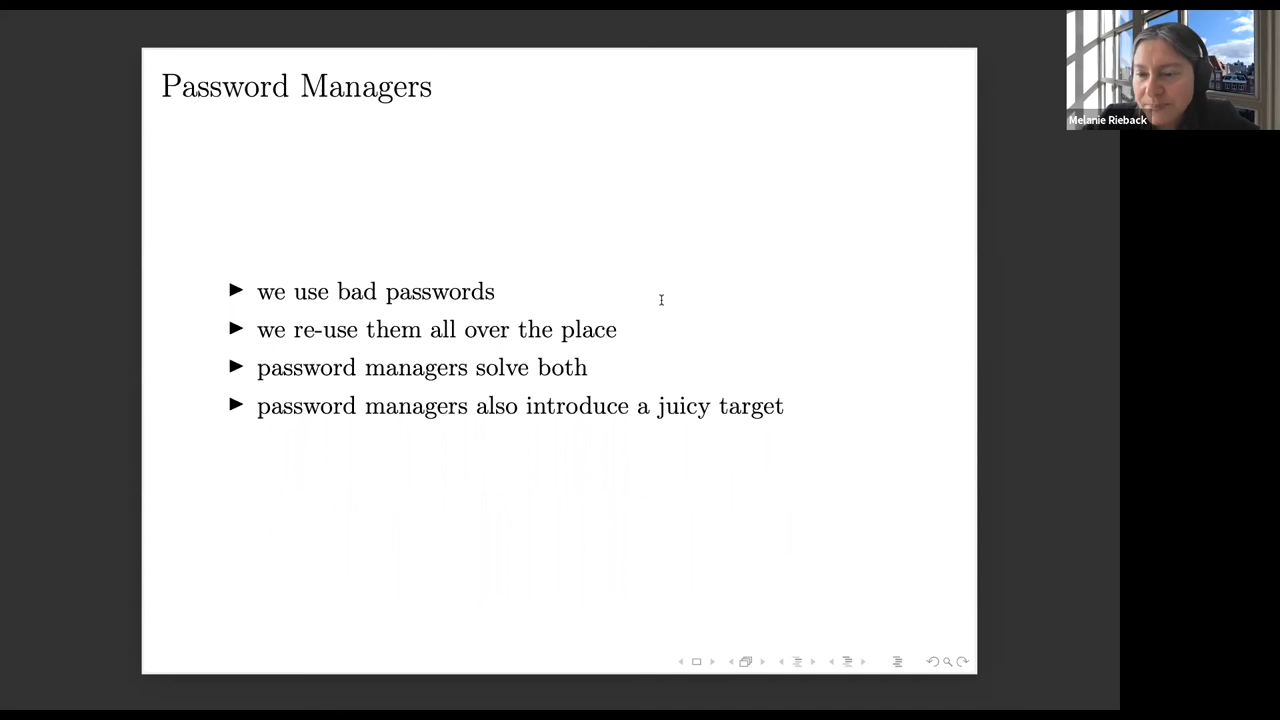 Password Managers
Melanie Rieback
we use bad passwords
we re-use them all over the place
password managers solve both
password managers also introduce a juicy target